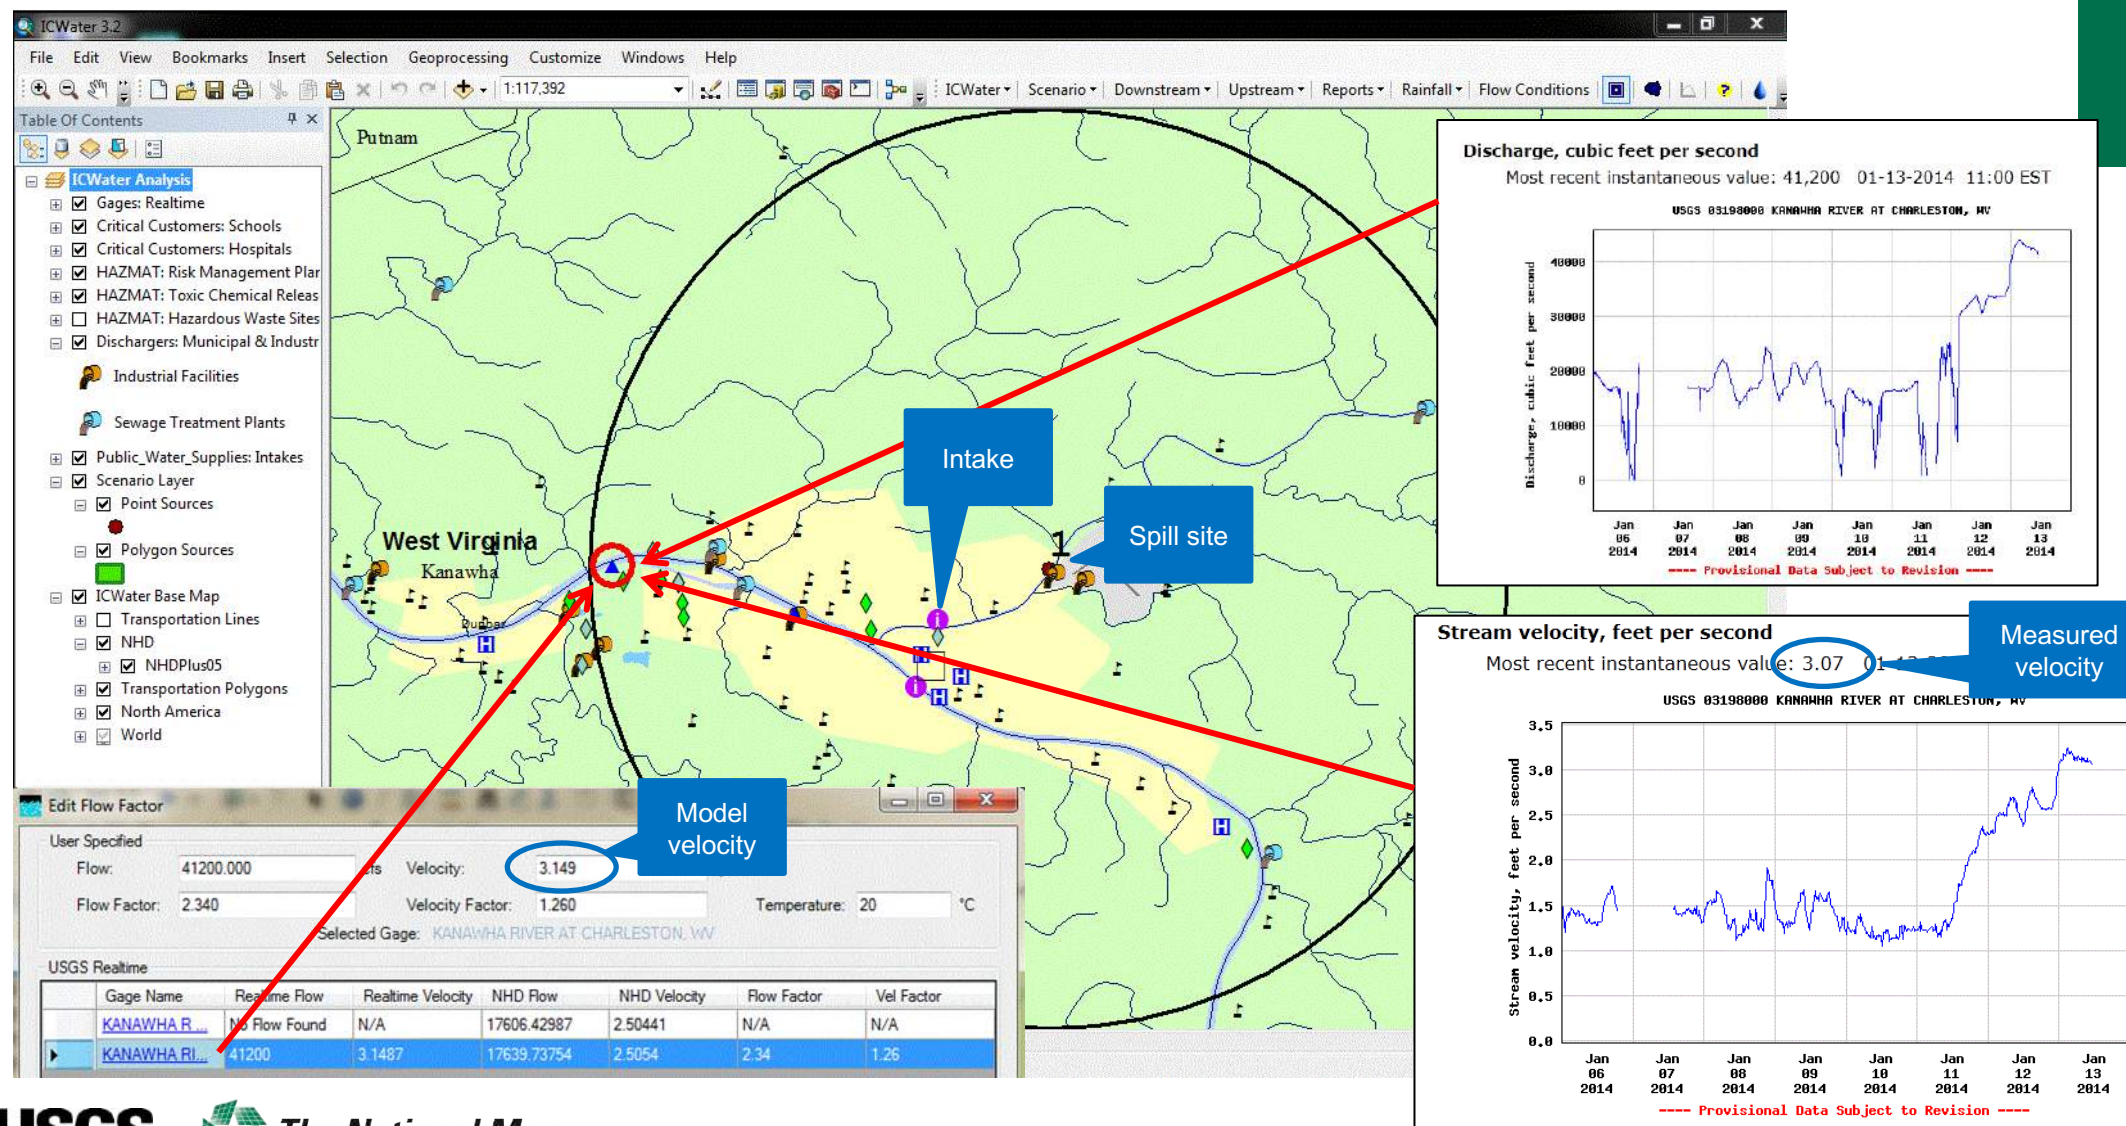 ICWater 3.2
File Edit View Bookmarks Insert Selection Geoprocessing Customize Windows Help
1:117,392
ICWater Scenario Downstream Upstream Reports Rainfall Flow Conditions
Table Of Contents
ICWater Analysis
Gages: Realtime
Critical Customers: Schools
Critical Customers: Hospitals
HAZMAT: Risk Management Plar
HAZMAT: Toxic Chemical Releas
HAZMAT: Hazardous Waste Sites
Dischargers: Municipal & Industr
Industrial Facilities
Sewage Treatment Plants
Public_Water_Supplies: Intakes
Scenario Layer
Point Sources
Polygon Sources
ICWater Base Map
Transportation Lines
NHD
NHDPlus05
Transportation Polygons
North America
World
Putnam
West Virginia
Kanawha
Dunbar
Intake
1
Spill site
H
H
H
H
H
i
i
Discharge, cubic feet per second
Most recent instantaneous value: 41,200 01-13-2014 11:00 EST
USGS 03198000 KANAWHA RIVER AT CHARLESTON, WV
Discharge, cubic feet per second
40000
30000
20000
10000
0
Jan Jan Jan Jan Jan Jan Jan Jan
06 07 08 09 10 11 12 13
2014 2014 2014 2014 2014 2014 2014 2014
---- Provisional Data Subject to Revision ----
Stream velocity, feet per second
Most recent instantaneous value: 3.07
Measured
velocity
USGS 03198000 KANAWHA RIVER AT CHARLESTON, WV
Stream velocity, feet per second
3.5
3.0
2.5
2.0
1.5
1.0
0.5
0.0
Jan Jan Jan Jan Jan Jan Jan Jan
06 07 08 09 10 11 12 13
2014 2014 2014 2014 2014 2014 2014 2014
---- Provisional Data Subject to Revision ----
Model
velocity
Edit Flow Factor
User Specified
Flow: 41200.000 cfs Velocity: 3.149
Flow Factor: 2.340 Velocity Factor: 1.260 Temperature: 20 °C
Selected Gage: KANAWHA RIVER AT CHARLESTON, WV
USGS Realtime
Gage Name Realtime Flow Realtime Velocity NHD Flow NHD Velocity Flow Factor Vel Factor
KANAWHA R ... No Flow Found N/A 17606.42987 2.50441 N/A N/A
KANAWHA RI... 41200 3.1487 17639.73754 2.5054 2.34 1.26
USGS
The National M